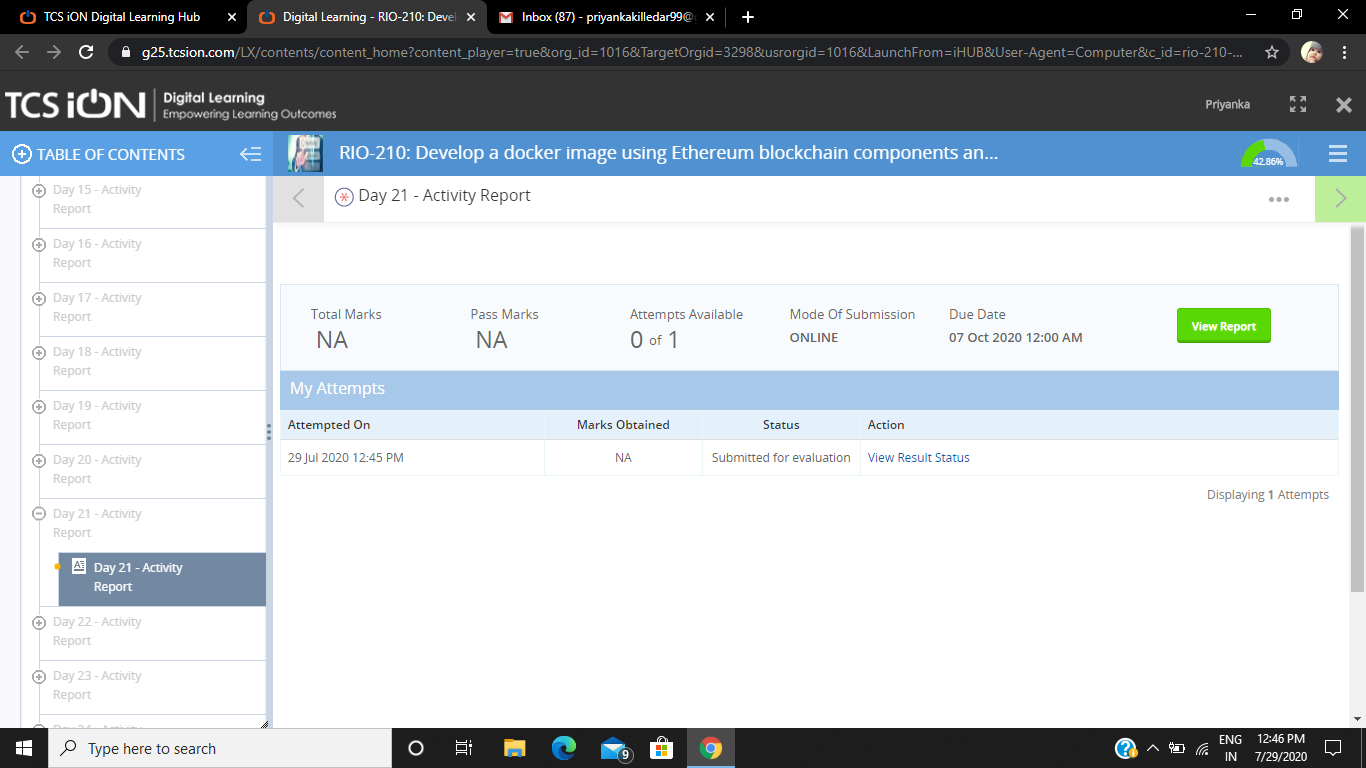 TCS iON Digital Learning Hub
Digital Learning - RIO-210: Devel
Inbox (87) - priyankakilledar99@
g25.tcsion.com/LX/contents/content_home?content_player=true&org_id=1016&TargetOrgid=3298&usrorgid=1016&LaunchFrom=iHUB&User-Agent=Computer&c_id=rio-210-...
TCS iON
Digital Learning
Empowering Learning Outcomes
Priyanka
TABLE OF CONTENTS
RIO-210: Develop a docker image using Ethereum blockchain components an...
42.86%
Day 15 - Activity
Report
Day 16 - Activity
Report
Day 17 - Activity
Report
Day 18 - Activity
Report
Day 19 - Activity
Report
Day 20 - Activity
Report
Day 21 - Activity
Report
Day 21 - Activity
Report
Day 22 - Activity
Report
Day 23 - Activity
Report
Day 21 - Activity Report
Total Marks
NA
Pass Marks
NA
Attempts Available
0 of 1
Mode Of Submission
ONLINE
Due Date
07 Oct 2020 12:00 AM
View Report
My Attempts
Attempted On Marks Obtained Status Action
29 Jul 2020 12:45 PM NA Submitted for evaluation View Result Status
Displaying 1 Attempts
Type here to search
9
ENG
IN
12:46 PM
7/29/2020